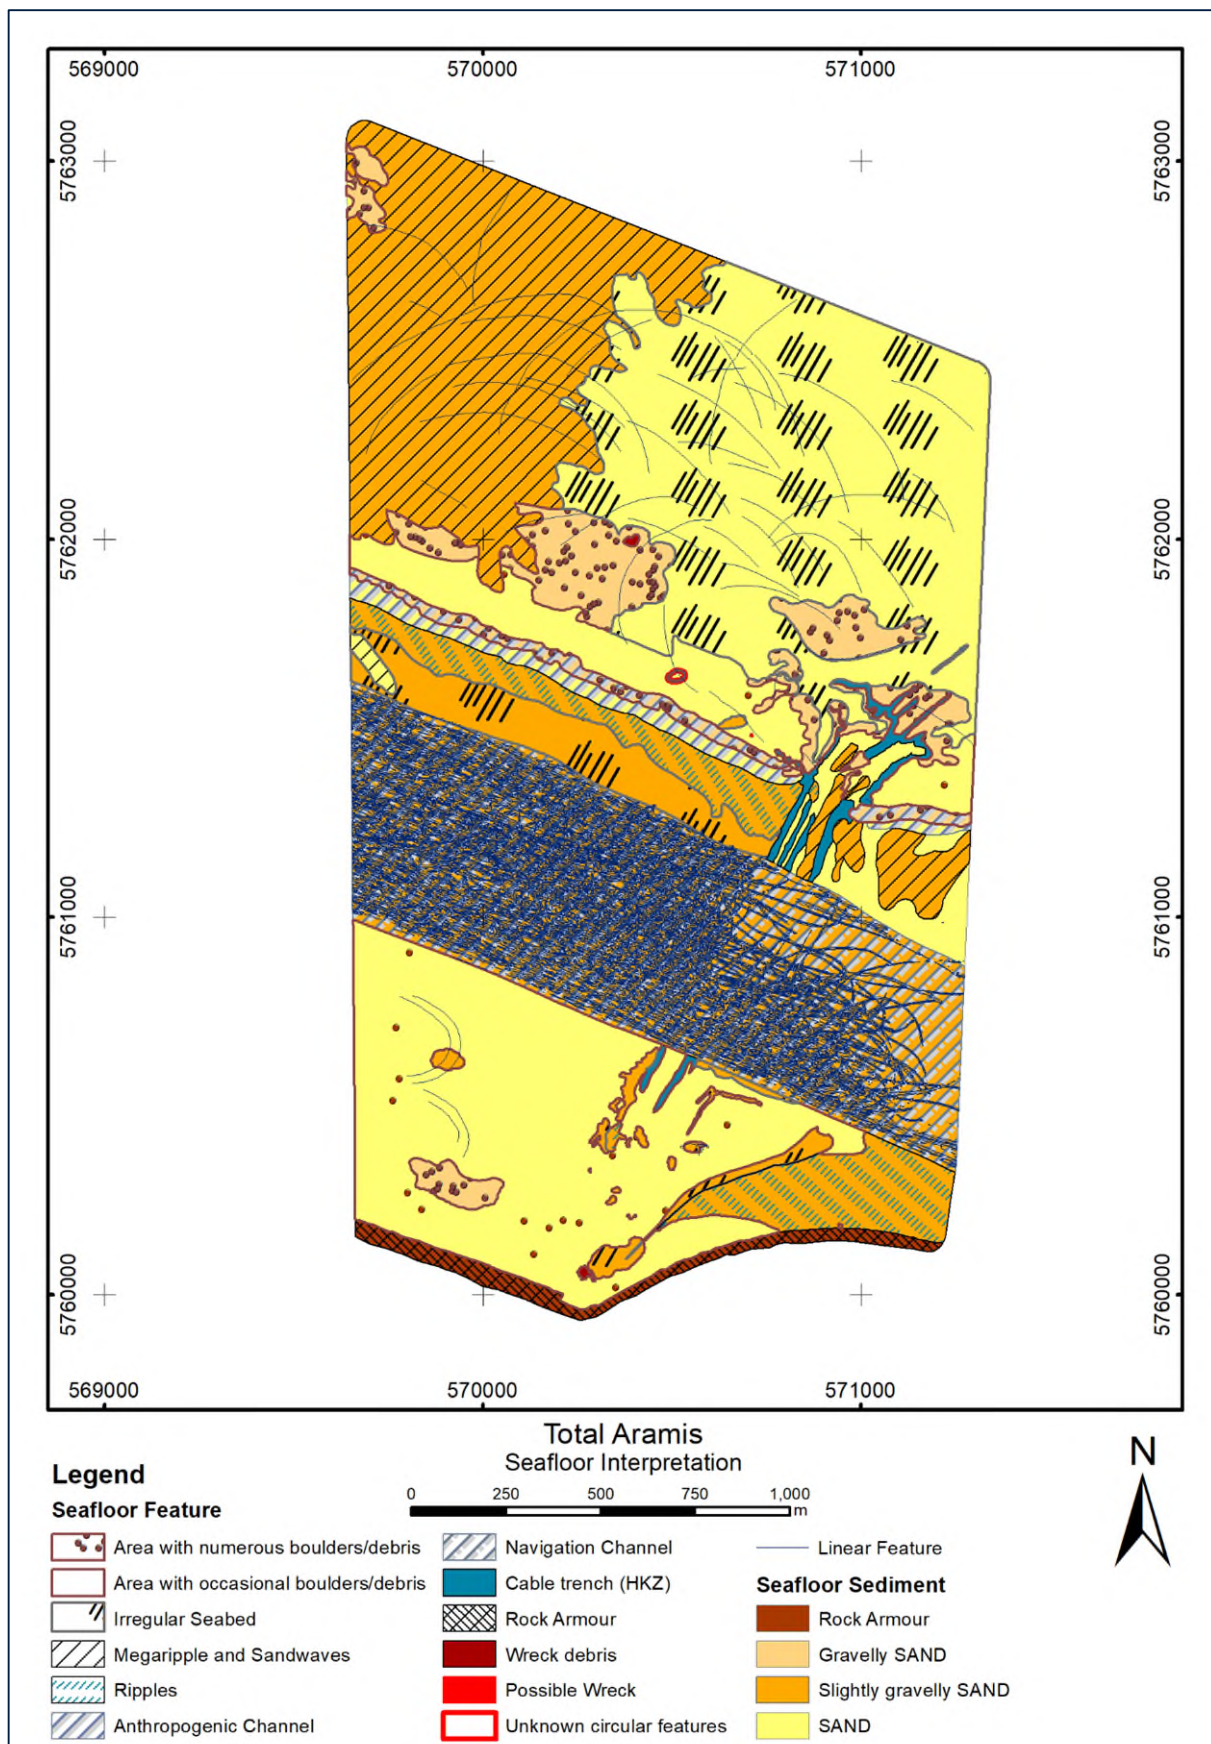 569000 570000 571000
5763000 5763000
5762000 5762000
5761000 5761000
5760000 5760000
569000 570000 571000
Total Aramis
Seafloor Interpretation
0 250 500 750 1,000
m
N
Legend
Seafloor Feature
Area with numerous boulders/debris
Area with occasional boulders/debris
Irregular Seabed
Megaripple and Sandwaves
Ripples
Anthropogenic Channel
Navigation Channel
Cable trench (HKZ)
Rock Armour
Wreck debris
Possible Wreck
Unknown circular features
Linear Feature
Seafloor Sediment
Rock Armour
Gravelly SAND
Slightly gravelly SAND
SAND